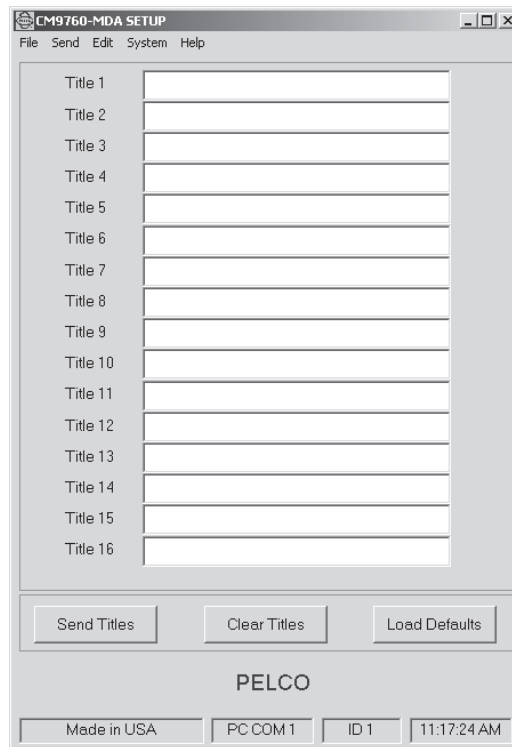 CM9760-MDA SETUP
File Send Edit System Help
Title 1
Title 2
Title 3
Title 4
Title 5
Title 6
Title 7
Title 8
Title 9
Title 10
Title 11
Title 12
Title 13
Title 14
Title 15
Title 16
Send Titles Clear Titles Load Defaults
PELCO
Made in USA PC COM 1 ID 1 11:17:24 AM